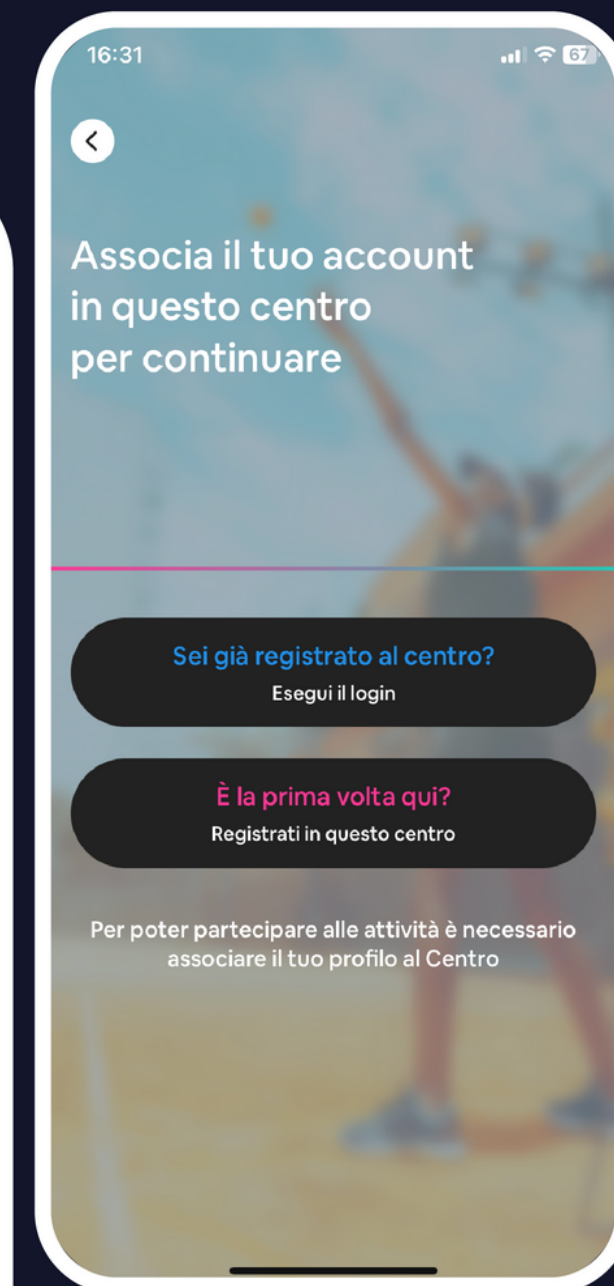 16:31
67
Associa il tuo account
in questo centro
per continuare
Sei già registrato al centro?
Esegui il login
È la prima volta qui?
Registrati in questo centro
Per poter partecipare alle attività è necessario
associare il tuo profilo al Centro